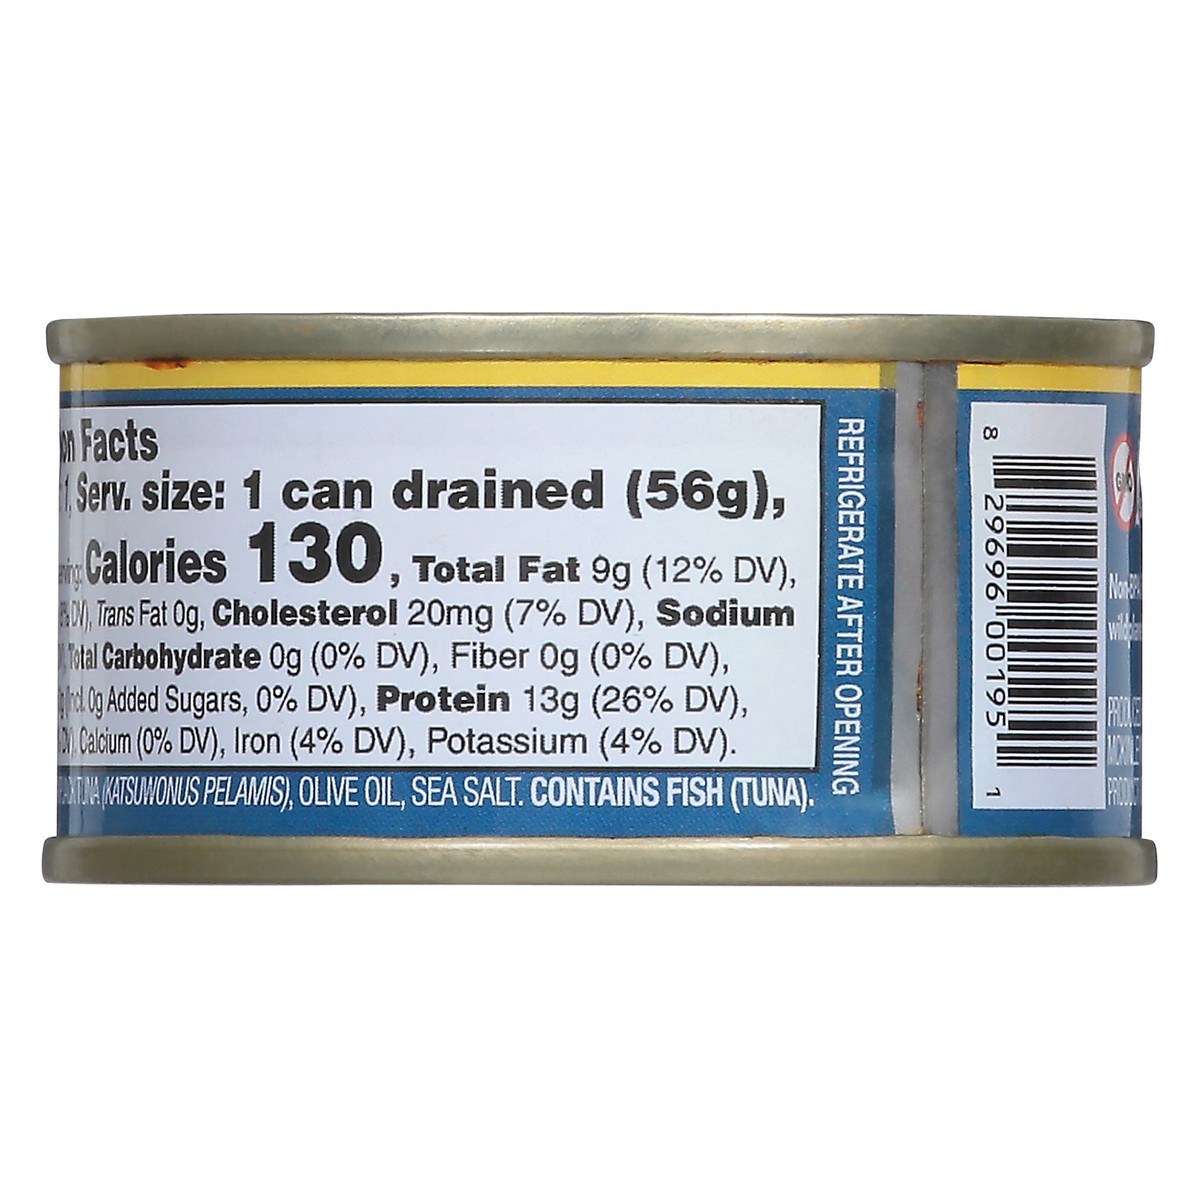 Facts
1, Serv. size: 1 can drained (56g),
Calories 130, Total Fat 9g (12% DV),
DV), Trans Fat 0g, Cholesterol 20mg (7% DV), Sodium
Total Carbohydrate 0g (0% DV), Fiber 0g (0% DV),
(Incl. 0g Added Sugars, 0% DV), Protein 13g (26% DV),
DV), Calcium (0% DV), Iron (4% DV), Potassium (4% DV).
TUNA (KATSUWONUS PELAMIS), OLIVE OIL, SEA SALT. CONTAINS FISH (TUNA).
REFRIGERATE AFTER OPENING
8 29696 00195 1
GMO